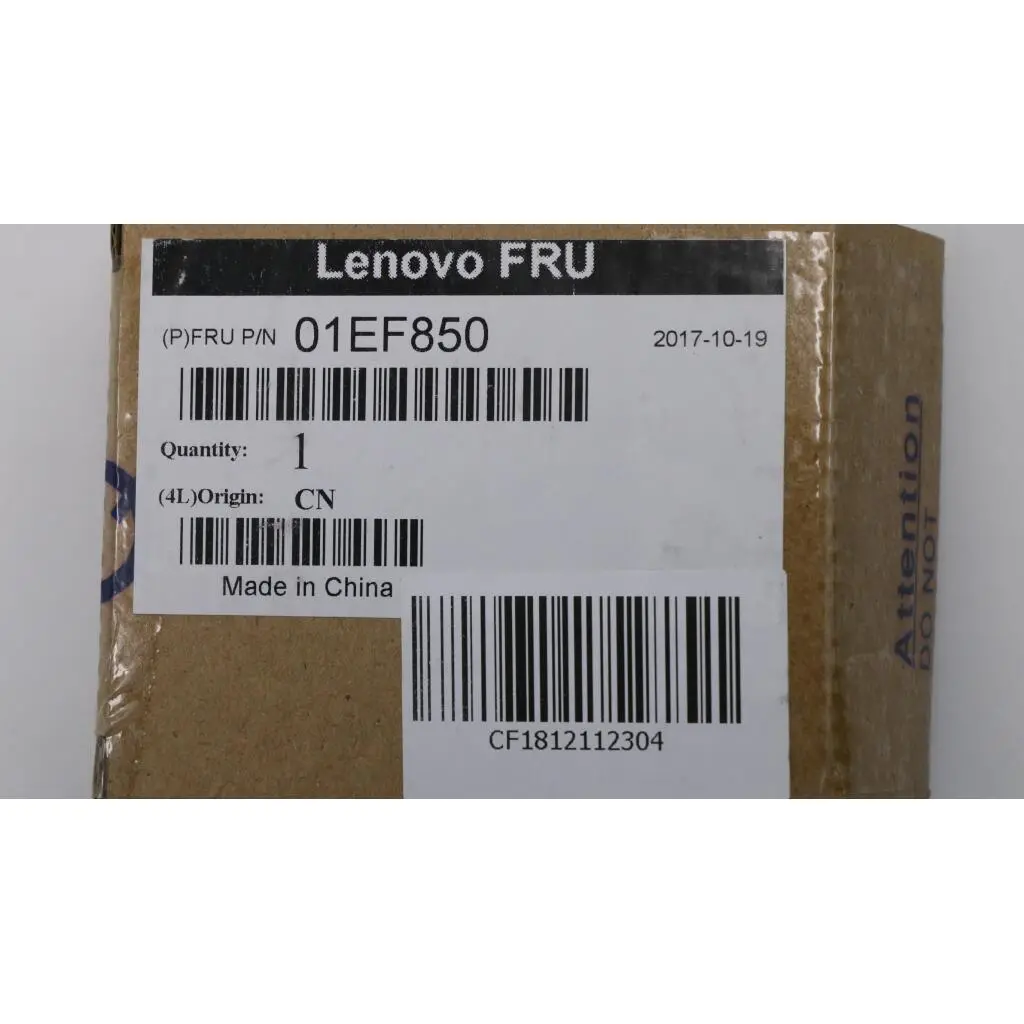 Lenovo FRU
(P)FRU P/N 01EF850 2017-10-19
Quantity: 1
(4L)Origin: CN
Made in China
CF1812112304
Attention
DO NOT